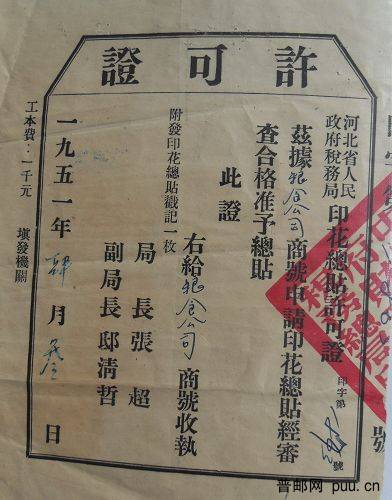 許可證
河北省人民
政府稅務局
印花總貼許可證
印字第
號
茲據糧食公司商號申請印花總貼經審
查合格准予總貼
此證
附發印花總貼戳記一枚
右給糧食公司商號收執
局長張超
副局長邸清哲
一九五一年 月 日
工本費：一千元
填發機關
號
普邮网 puu.cn